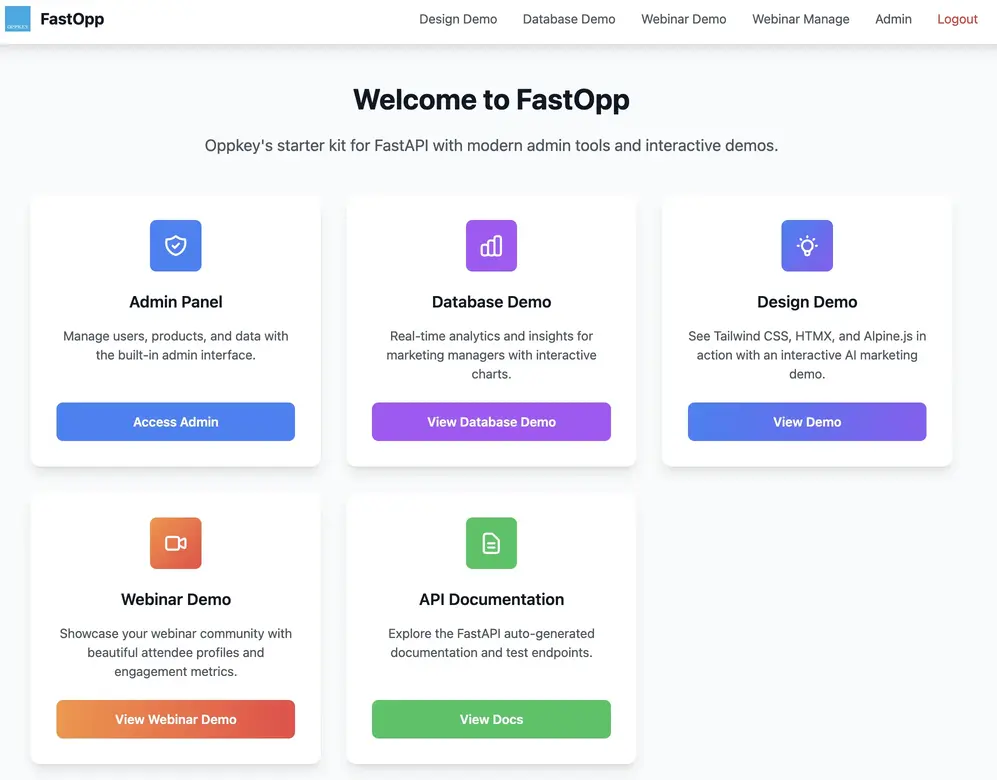 FastOpp
Design Demo
Database Demo
Webinar Demo
Webinar Manage
Admin
Logout
Welcome to FastOpp
Oppkey's starter kit for FastAPI with modern admin tools and interactive demos.
Admin Panel
Manage users, products, and data with
the built-in admin interface.
Access Admin
Database Demo
Real-time analytics and insights for
marketing managers with interactive
charts.
View Database Demo
Design Demo
See Tailwind CSS, HTMX, and Alpine.js in
action with an interactive AI marketing
demo.
View Demo
Webinar Demo
Showcase your webinar community with
beautiful attendee profiles and
engagement metrics.
View Webinar Demo
API Documentation
Explore the FastAPI auto-generated
documentation and test endpoints.
View Docs